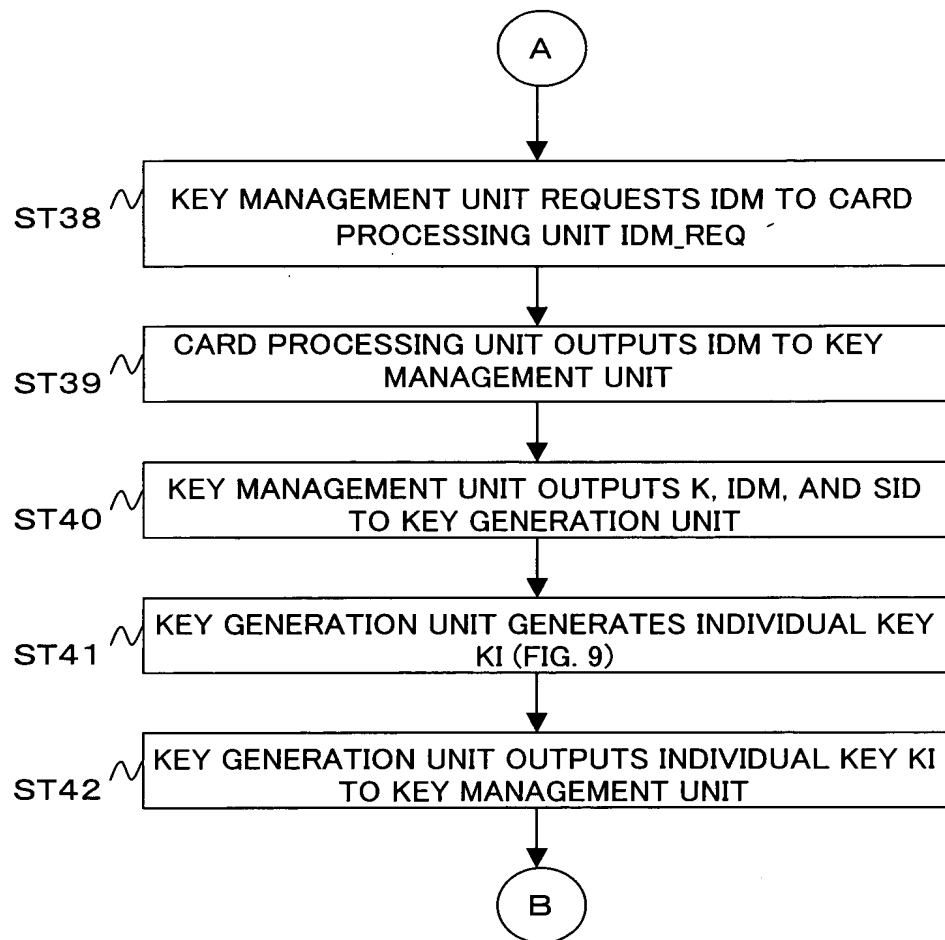 A
ST38
KEY MANAGEMENT UNIT REQUESTS IDM TO CARD
PROCESSING UNIT IDM_REQ
ST39
CARD PROCESSING UNIT OUTPUTS IDM TO KEY
MANAGEMENT UNIT
ST40
KEY MANAGEMENT UNIT OUTPUTS K, IDM, AND SID
TO KEY GENERATION UNIT
ST41
KEY GENERATION UNIT GENERATES INDIVIDUAL KEY
KI (FIG. 9)
ST42
KEY GENERATION UNIT OUTPUTS INDIVIDUAL KEY KI
TO KEY MANAGEMENT UNIT
B